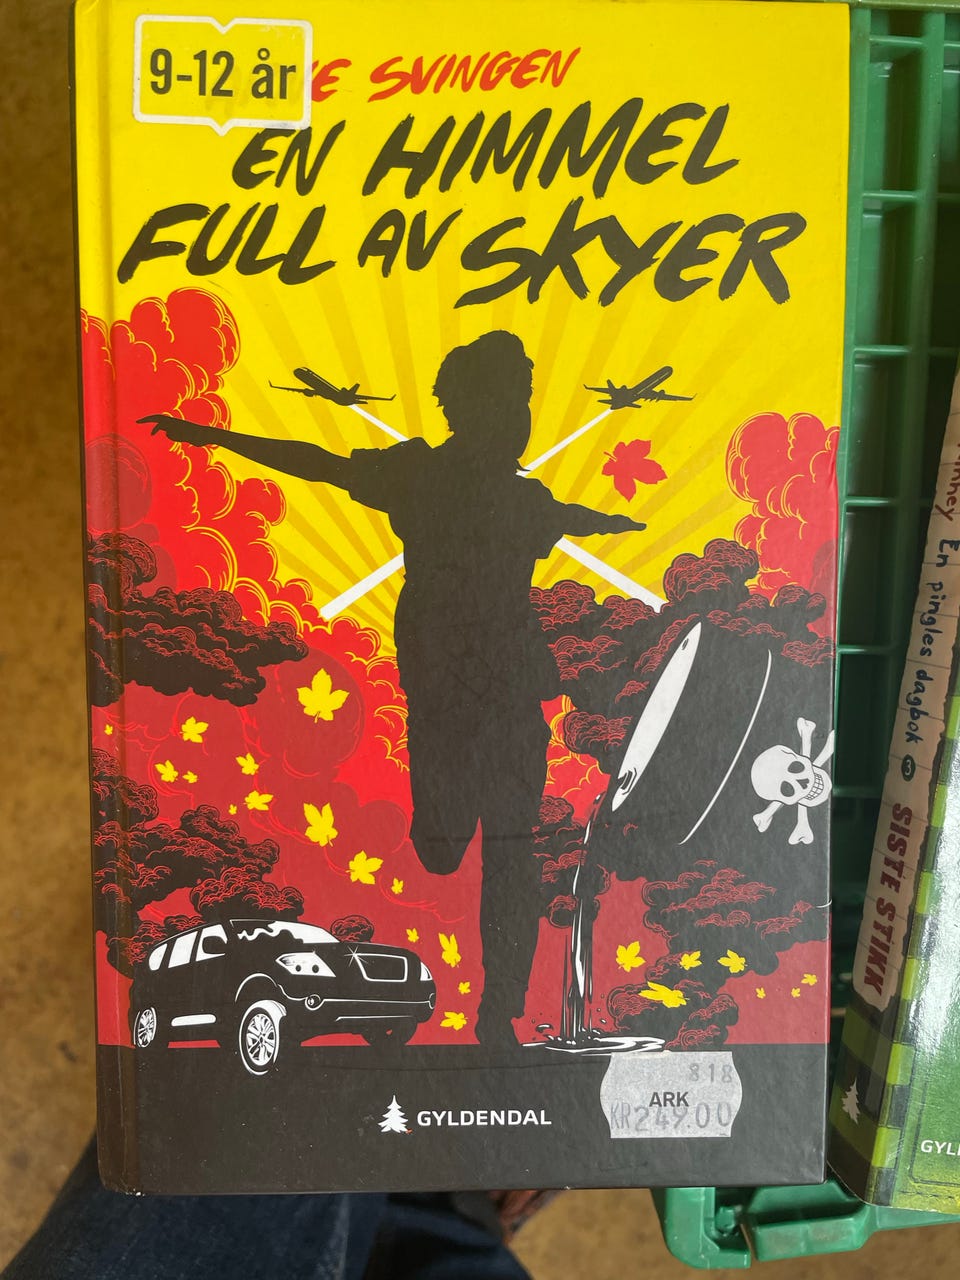 9-12 år
SVINGEN
EN HIMMEL
FULL AV SKYER
GYLDENDAL
818
ARK
KR249.00
En pingles dagbok
SISTE STIKK
GYL